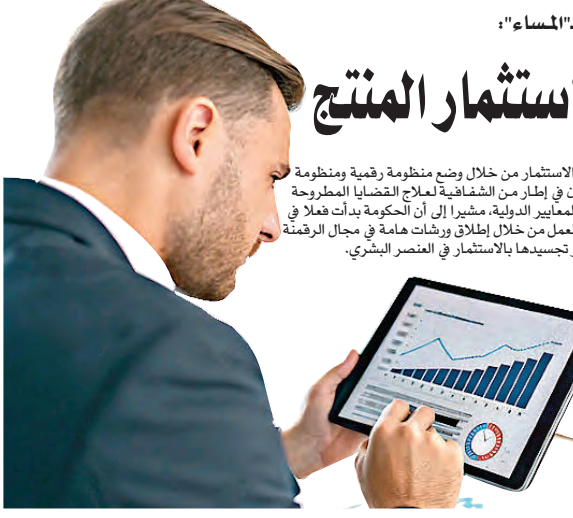 ـ"المساء":
استثمار المنتج
الاستثمار من خلال وضع منظومة رقمية ومنظومة
ن في إطار من الشفافية لعلاج القضايا المطروحة
لمعايير الدولية، مشيرا إلى أن الحكومة بدأت فعلا في
لعمل من خلال إطلاق ورشات هامة في مجال الرقمنة
و تجسيدها بالاستثمار في العنصر البشري.